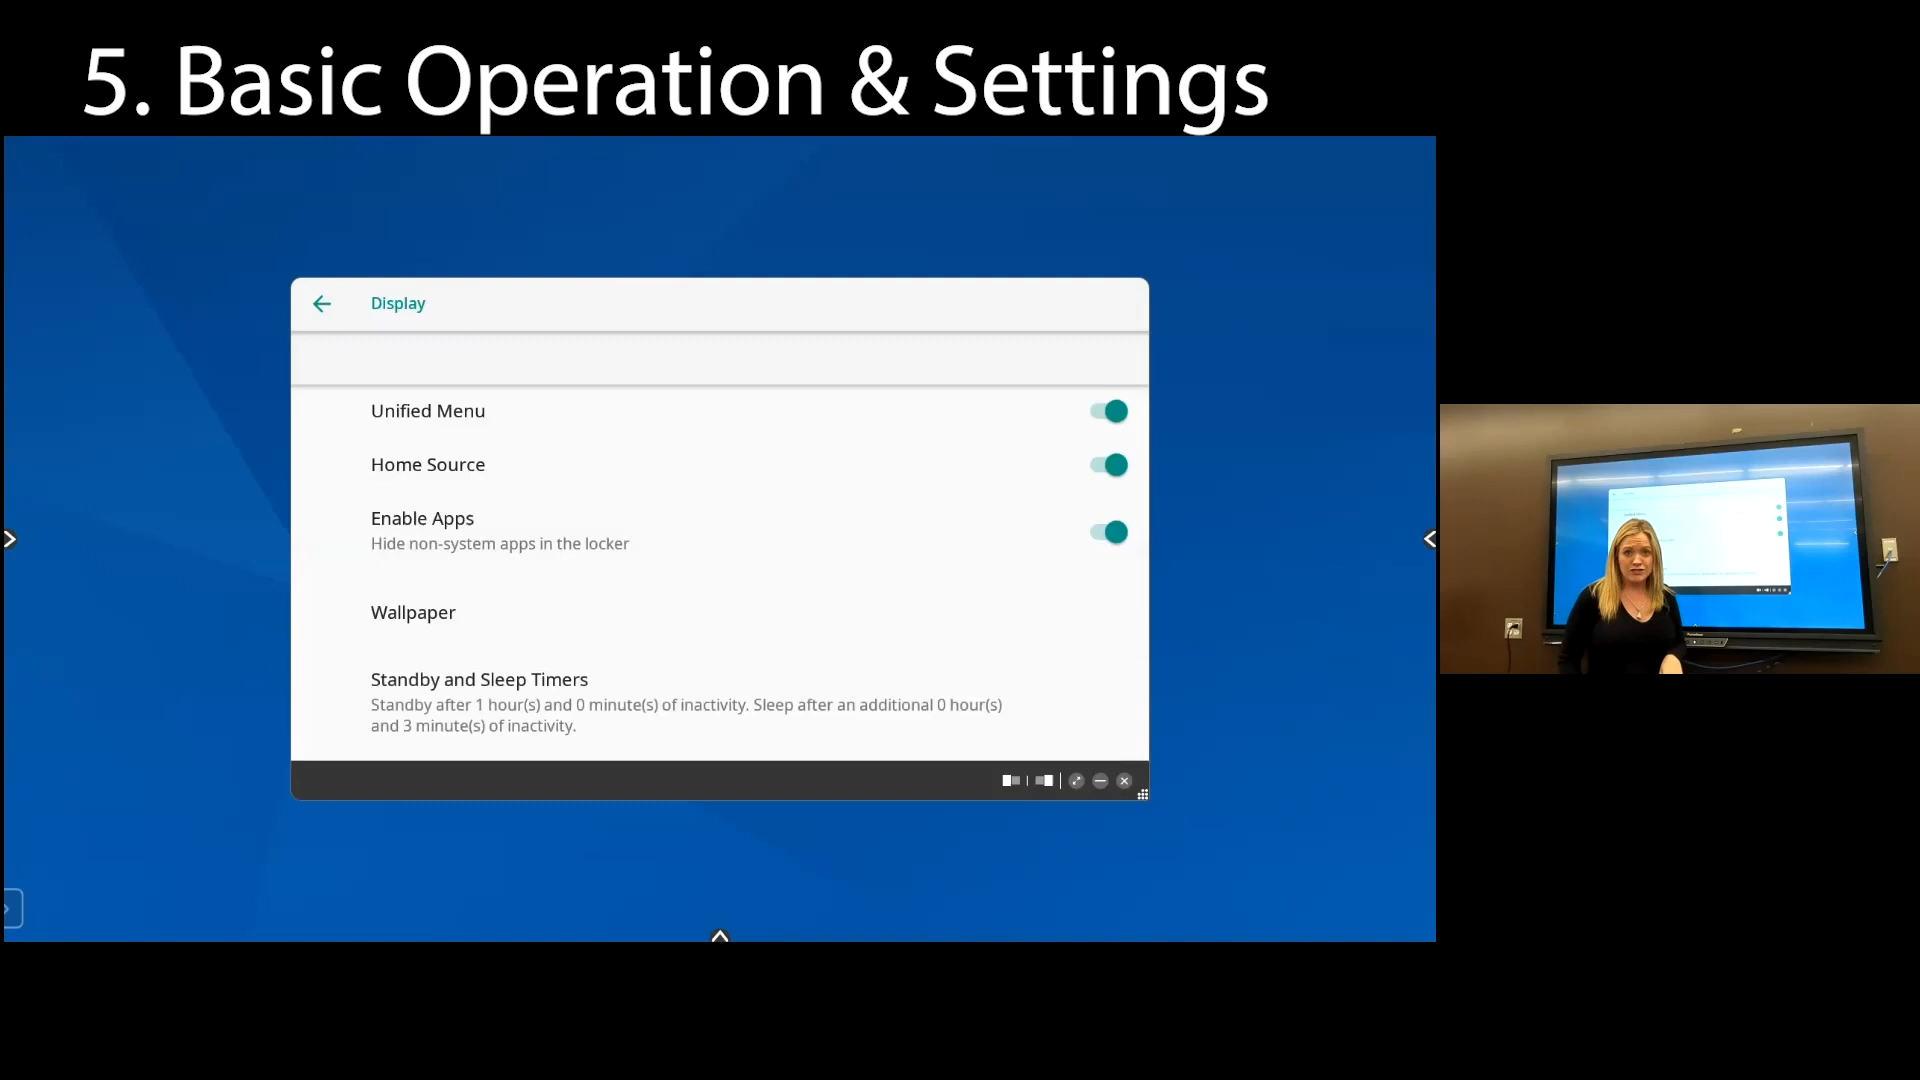 5. Basic Operation & Settings
Display
Unified Menu
Home Source
Enable Apps
Hide non-system apps in the locker
Wallpaper
Standby and Sleep Timers
Standby after 1 hour(s) and 0 minute(s) of inactivity. Sleep after an additional 0 hour(s)
and 3 minute(s) of inactivity.